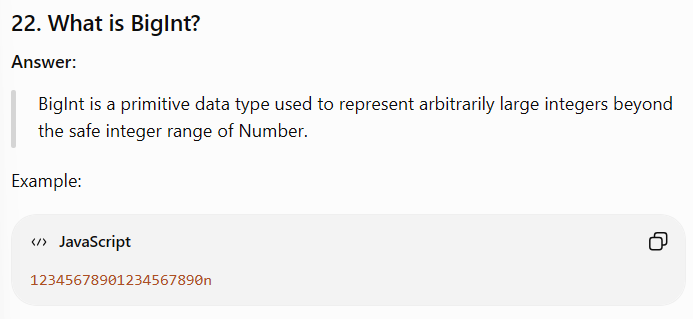 22. What is BigInt?
Answer:
BigInt is a primitive data type used to represent arbitrarily large integers beyond
the safe integer range of Number.
Example:
</> JavaScript
12345678901234567890n